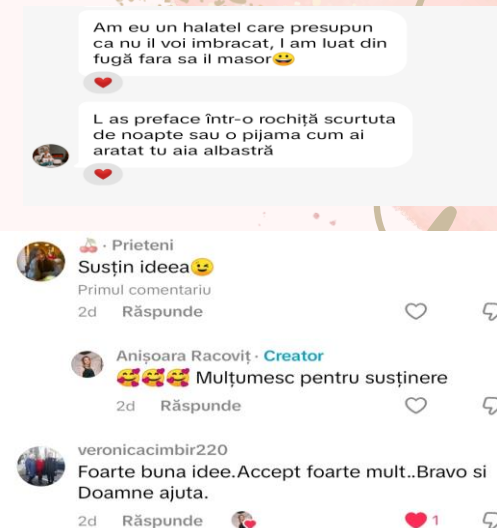 Am eu un halatel care presupun
ca nu il voi imbracat, l am luat din
fugă fara sa il masor😀
L as preface într-o rochiță scurtuta
de noapte sau o pijama cum ai
aratat tu aia albastră
🍒 · Prieteni
Susțin ideea😉
Primul comentariu
2d Răspunde
Anișoara Racoviț · Creator
🥰🥰🥰 Mulțumesc pentru susținere
2d Răspunde
veronicacimbir220
Foarte buna idee.Accept foarte mult..Bravo si
Doamne ajuta.
2d Răspunde 1